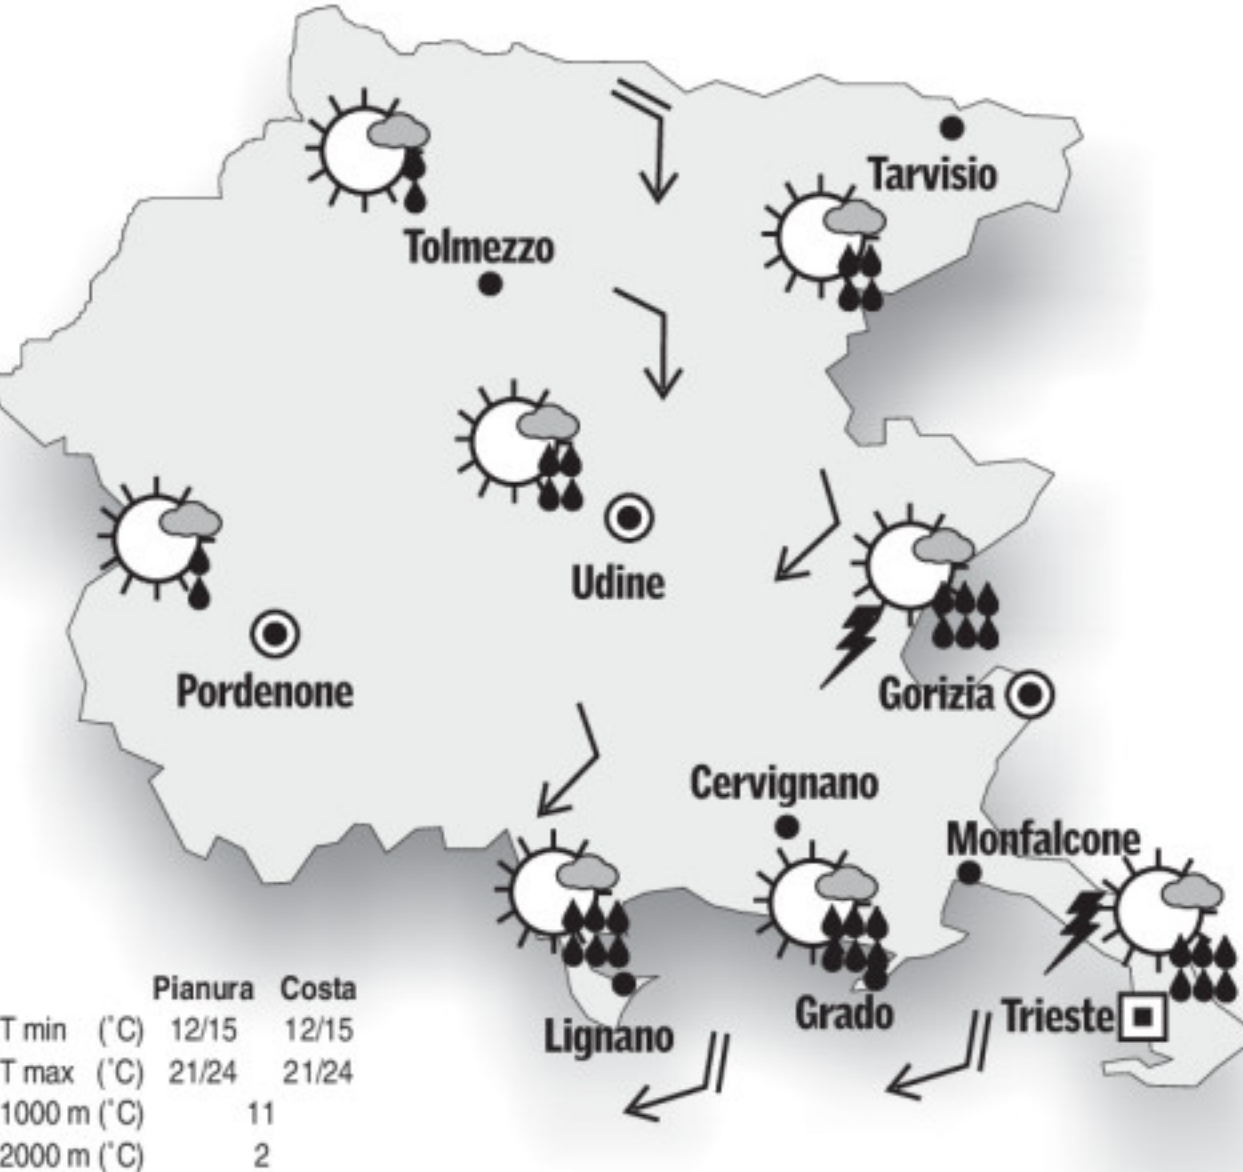 Tarvisio
Tolmezzo
Udine
Pordenone
Gorizia
Cervignano
Monfalcone
Grado
Trieste
Lignano
Pianura Costa
T min (°C) 12/15 12/15
T max (°C) 21/24 21/24
1000 m (°C) 11
2000 m (°C) 2